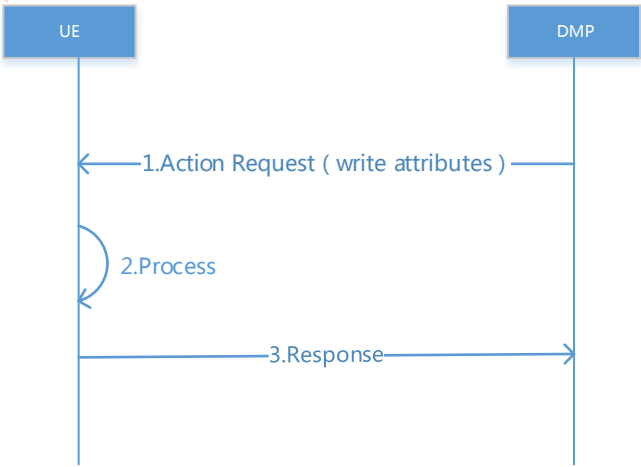 UE
DMP
1.Action Request ( write attributes )
2.Process
3.Response